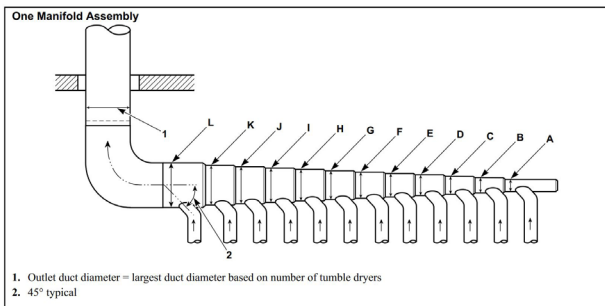 One Manifold Assembly
L
K
J
I
H
G
F
E
D
C
B
A
1
2
1. Outlet duct diameter = largest duct diameter based on number of tumble dryers
2. 45° typical